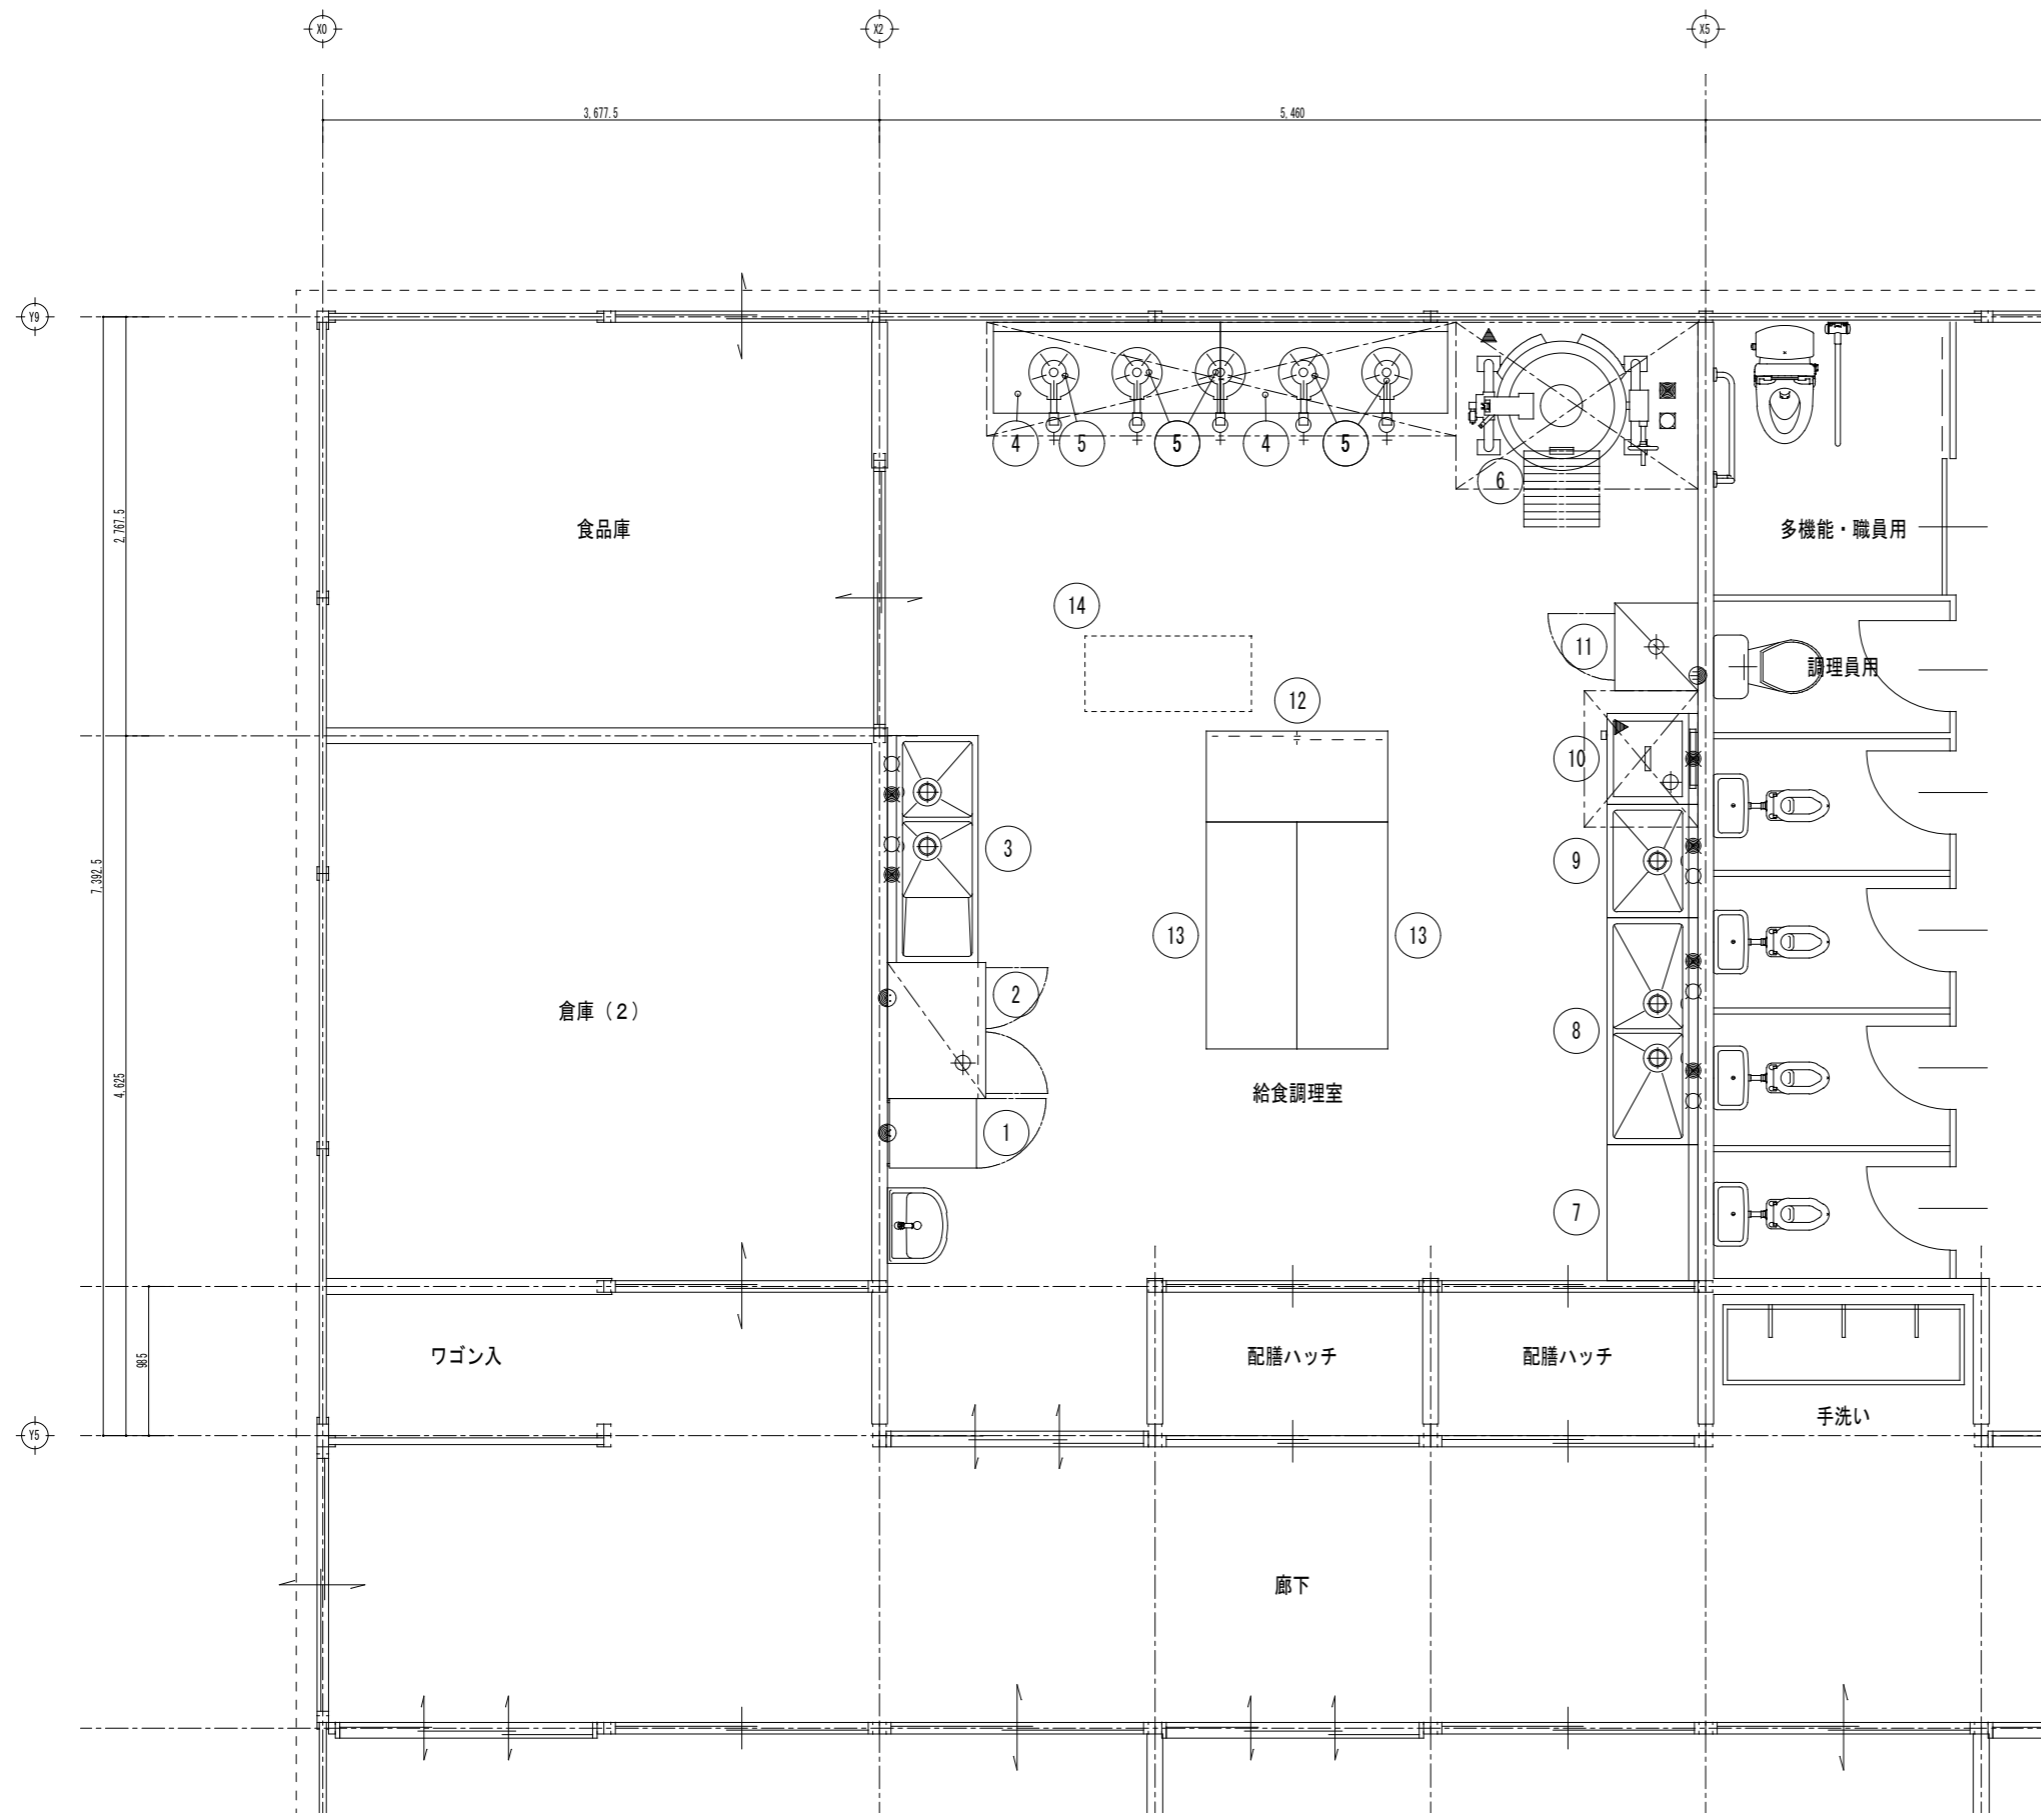 X0
X2
X5
3,677.5
5,460
Y9
4
5
5
4
5
6
食品庫
多機能・職員用
2,767.5
14
11
調理員用
12
10
3
9
7,392.5
13
13
2
倉庫（2）
8
4,625
給食調理室
1
7
ワゴン入
配膳ハッチ
配膳ハッチ
985
手洗い
Y5
廊下